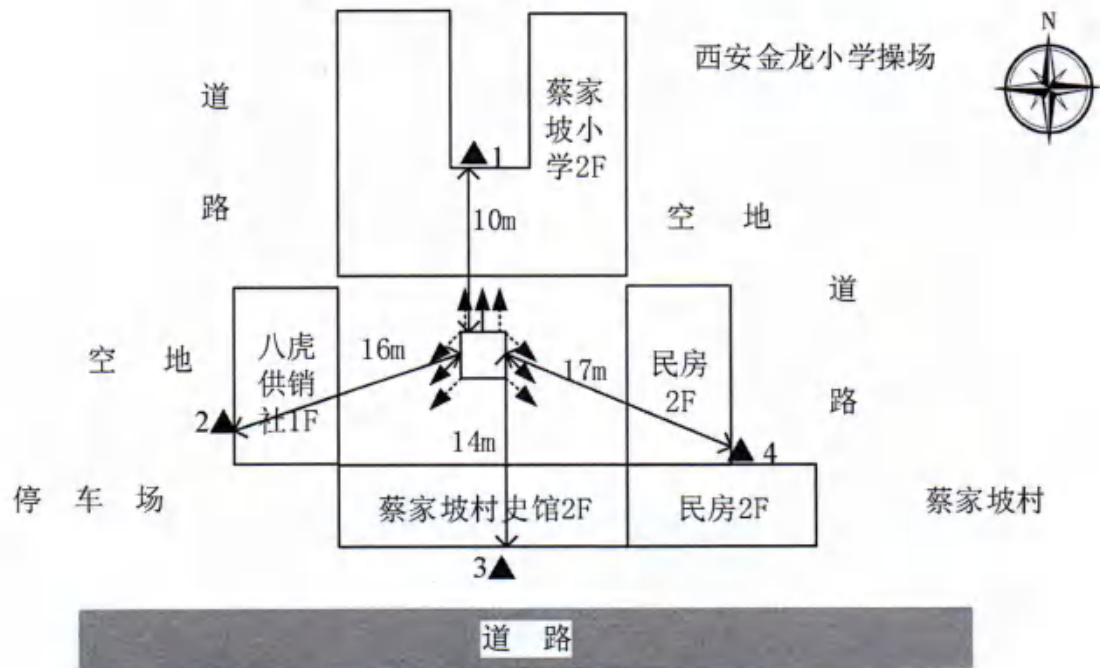 N
西安金龙小学操场
道
路
蔡家
坡小
学2F
1
10m
空 地
道
路
八虎
供销
社1F
16m
17m
民房
2F
空 地
2
14m
4
停 车 场
蔡家坡村史馆2F
民房2F
蔡家坡村
3
道 路